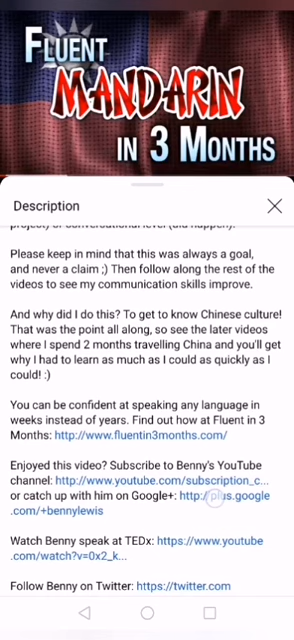 FLUENT
MANDARIN
IN 3 MONTHS
Description
project) or conversational level (did happen).
Please keep in mind that this was always a goal,
and never a claim ;) Then follow along the rest of the
videos to see my communication skills improve.
And why did I do this? To get to know Chinese culture!
That was the point all along, so see the later videos
where I spend 2 months travelling China and you'll get
why I had to learn as much as I could as quickly as I
could! :)
You can be confident at speaking any language in
weeks instead of years. Find out how at Fluent in 3
Months: http://www.fluentin3months.com/
Enjoyed this video? Subscribe to Benny's YouTube
channel: http://www.youtube.com/subscription_c...
or catch up with him on Google+: http://plus.google
.com/+bennylewis
Watch Benny speak at TEDx: https://www.youtube
.com/watch?v=0x2_k...
Follow Benny on Twitter: https://twitter.com